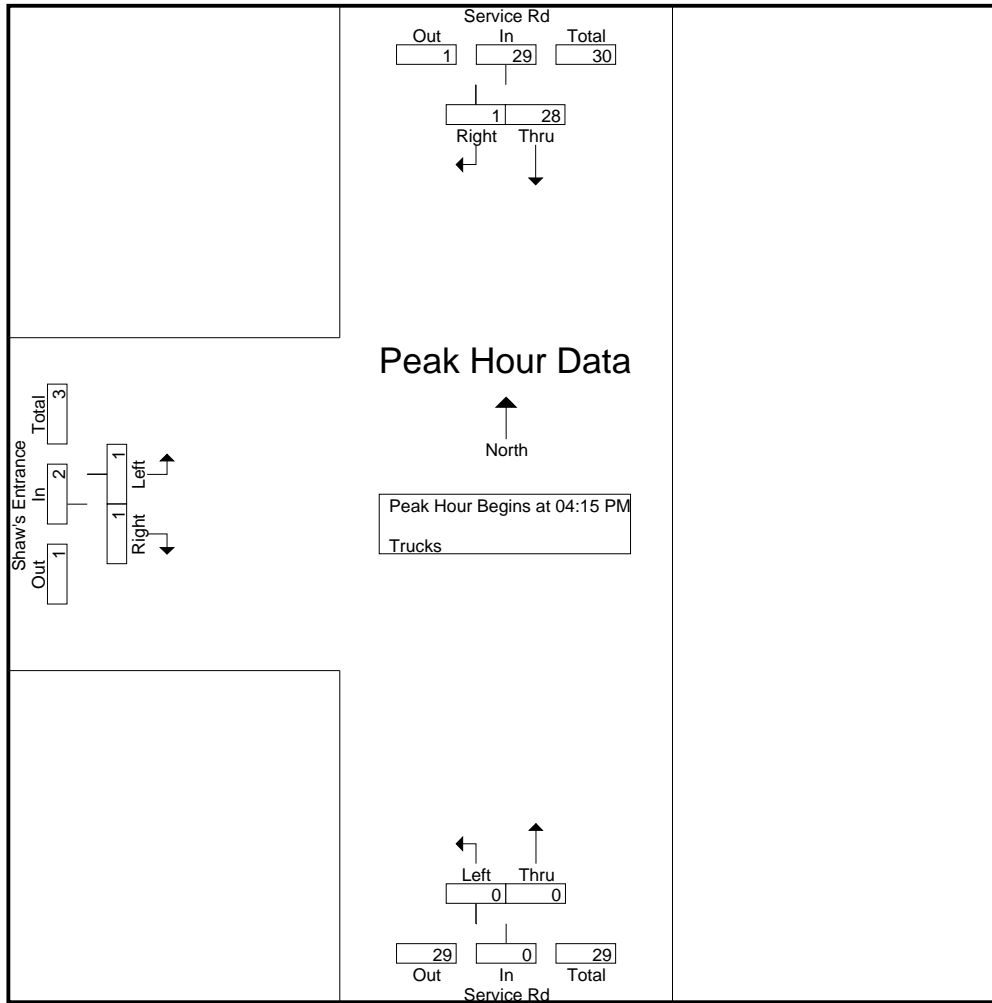 Service Rd
Out In Total
1 29 30
1 28
Right Thru
Peak Hour Data
North
Peak Hour Begins at 04:15 PM
Trucks
Shaw's Entrance
Out In Total
1 2 3
1 1
Right Left
Left Thru
0 0
29 0 29
Out In Total
Service Rd